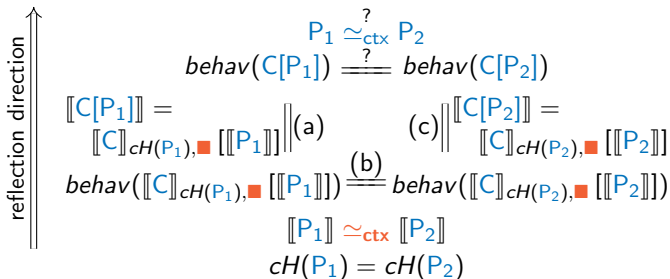 reflection direction
P₁ ≃ctx? P₂
behav(C[P₁]) =? behav(C[P₂])
⟦C[P₁]⟧ = (a) (c) ⟦C[P₂]⟧ =
⟦C⟧cH(P₁),■ [⟦P₁⟧] ⟦C⟧cH(P₂),■ [⟦P₂⟧]
behav(⟦C⟧cH(P₁),■ [⟦P₁⟧]) =(b) behav(⟦C⟧cH(P₂),■ [⟦P₂⟧])
⟦P₁⟧ ≃ctx ⟦P₂⟧
cH(P₁) = cH(P₂)